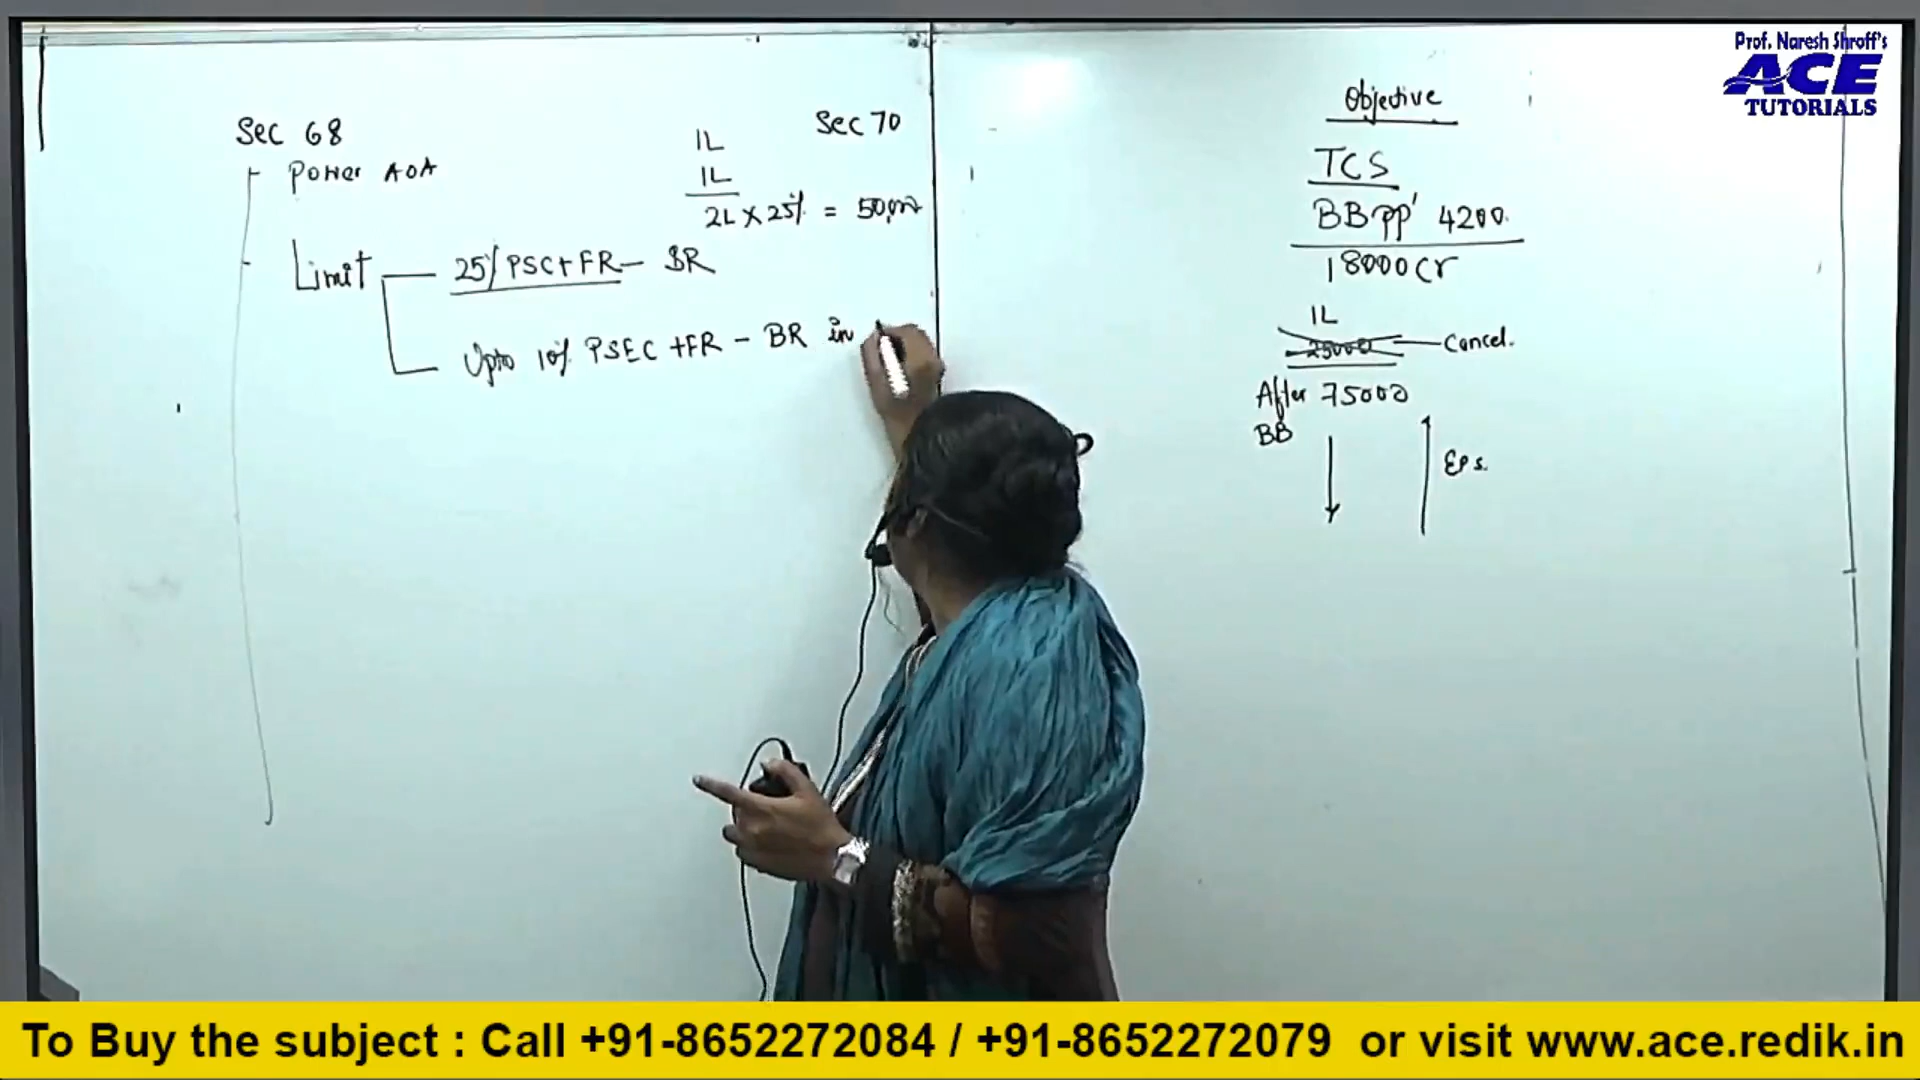 Prof. Naresh Shroff's
ACE
TUTORIALS
Sec 68
Power AOA
1L
1L
2L x 25% = 50,000
Sec 70
Limit
25% PSC+FR - BR
Upto 10% PSEC +FR - BR in
Objective
TCS
BB pp' 4200
18000cr
1L
25000 Cancel.
After 75000
BB
EPS.
To Buy the subject : Call +91-8652272084 / +91-8652272079 or visit www.ace.redik.in